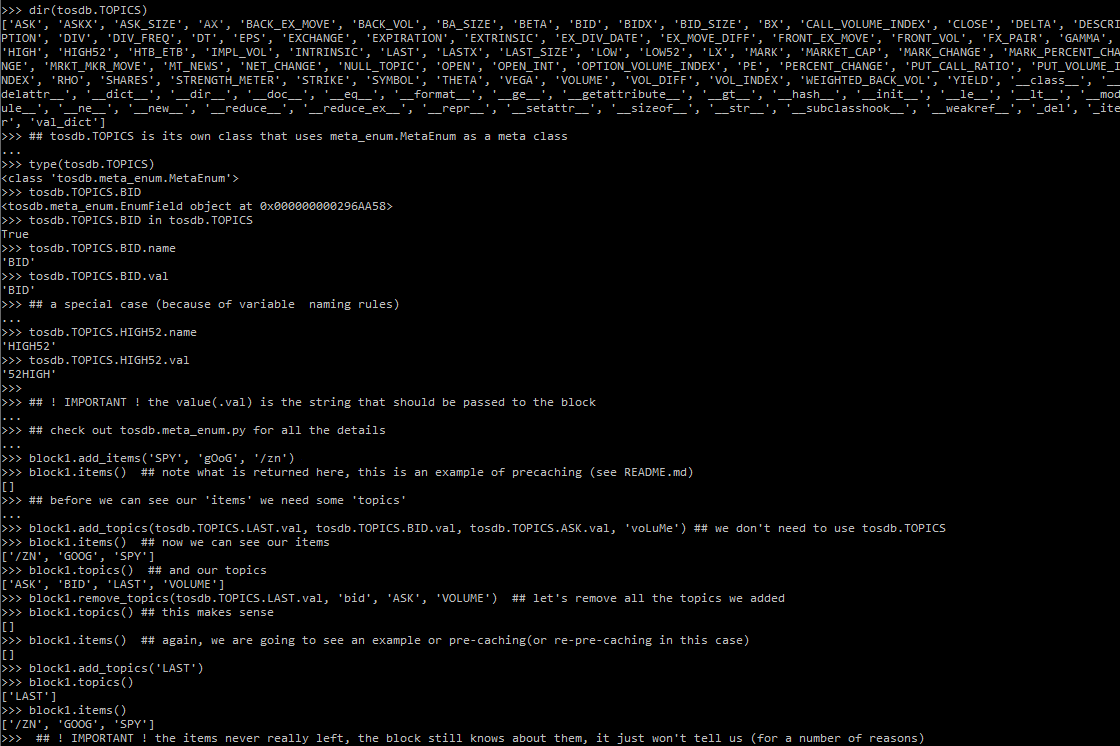 >>> dir(tosdb.TOPICS)
['ASK', 'ASKX', 'ASK_SIZE', 'AX', 'BACK_EX_MOVE', 'BACK_VOL', 'BA_SIZE', 'BETA', 'BID', 'BIDX', 'BID_SIZE', 'BX', 'CALL_VOLUME_INDEX', 'CLOSE', 'DELTA', 'DESCRI
PTION', 'DIV', 'DIV_FREQ', 'DT', 'EPS', 'EXCHANGE', 'EXPIRATION', 'EXTRINSIC', 'EX_DIV_DATE', 'EX_MOVE_DIFF', 'FRONT_EX_MOVE', 'FRONT_VOL', 'FX_PAIR', 'GAMMA',
'HIGH', 'HIGH52', 'HTB_ETB', 'IMPL_VOL', 'INTRINSIC', 'LAST', 'LASTX', 'LAST_SIZE', 'LOW', 'LOW52', 'LX', 'MARK', 'MARKET_CAP', 'MARK_CHANGE', 'MARK_PERCENT_CHA
NGE', 'MRKT_MKR_MOVE', 'MT_NEWS', 'NET_CHANGE', 'NULL_TOPIC', 'OPEN', 'OPEN_INT', 'OPTION_VOLUME_INDEX', 'PE', 'PERCENT_CHANGE', 'PUT_CALL_RATIO', 'PUT_VOLUME_I
NDEX', 'RHO', 'SHARES', 'STRENGTH_METER', 'STRIKE', 'SYMBOL', 'THETA', 'VEGA', 'VOLUME', 'VOL_DIFF', 'VOL_INDEX', 'WEIGHTED_BACK_VOL', 'YIELD', '__class__', '__
delattr__', '__dict__', '__dir__', '__doc__', '__eq__', '__format__', '__ge__', '__getattribute__', '__gt__', '__hash__', '__init__', '__le__', '__lt__', '__mod
ule__', '__ne__', '__new__', '__reduce__', '__reduce_ex__', '__repr__', '__setattr__', '__sizeof__', '__str__', '__subclasshook__', '__weakref__', '_del', '_ite
r', 'val_dict']
>>> ## tosdb.TOPICS is its own class that uses meta_enum.MetaEnum as a meta class
...
>>> type(tosdb.TOPICS)
<class 'tosdb.meta_enum.MetaEnum'>
>>> tosdb.TOPICS.BID
<tosdb.meta_enum.EnumField object at 0x000000000296AA58>
>>> tosdb.TOPICS.BID in tosdb.TOPICS
True
>>> tosdb.TOPICS.BID.name
'BID'
>>> tosdb.TOPICS.BID.val
'BID'
>>> ## a special case (because of variable  naming rules)
...
>>> tosdb.TOPICS.HIGH52.name
'HIGH52'
>>> tosdb.TOPICS.HIGH52.val
'52HIGH'
>>>
>>> ## ! IMPORTANT ! the value(.val) is the string that should be passed to the block
...
>>> ## check out tosdb.meta_enum.py for all the details
...
>>> block1.add_items('SPY', 'gOoG', '/zn')
>>> block1.items()  ## note what is returned here, this is an example of precaching (see README.md)
[]
>>> ## before we can see our 'items' we need some 'topics'
...
>>> block1.add_topics(tosdb.TOPICS.LAST.val, tosdb.TOPICS.BID.val, tosdb.TOPICS.ASK.val, 'voLuMe') ## we don't need to use tosdb.TOPICS
>>> block1.items()  ## now we can see our items
['/ZN', 'GOOG', 'SPY']
>>> block1.topics()  ## and our topics
['ASK', 'BID', 'LAST', 'VOLUME']
>>> block1.remove_topics(tosdb.TOPICS.LAST.val, 'bid', 'ASK', 'VOLUME')  ## let's remove all the topics we added
>>> block1.topics() ## this makes sense
[]
>>> block1.items()  ## again, we are going to see an example or pre-caching(or re-pre-caching in this case)
[]
>>> block1.add_topics('LAST')
>>> block1.topics()
['LAST']
>>> block1.items()
['/ZN', 'GOOG', 'SPY']
>>>  ## ! IMPORTANT ! the items never really left, the block still knows about them, it just won't tell us (for a number of reasons)